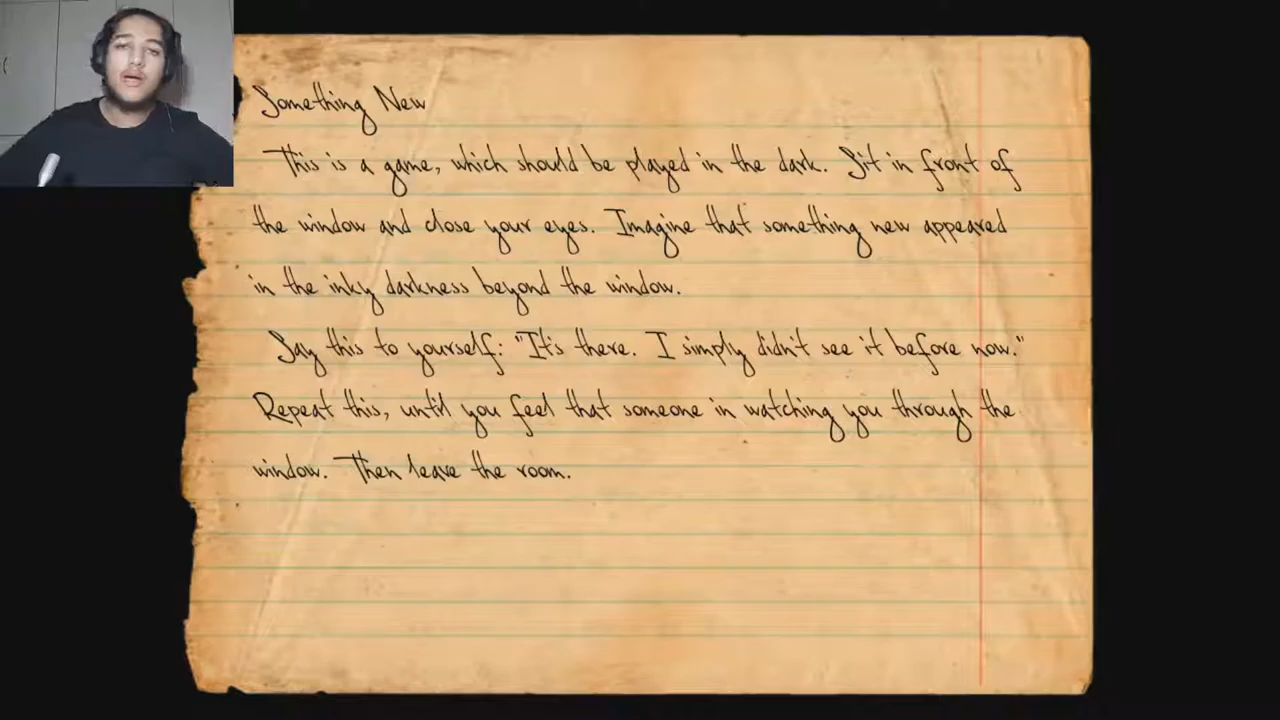 Something New
This is a game, which should be played in the dark. Sit in front of
the window and close your eyes. Imagine that something new appeared
in the inky darkness beyond the window.
Say this to yourself: "It's there. I simply didn't see it before now."
Repeat this, until you feel that someone in watching you through the
window. Then leave the room.